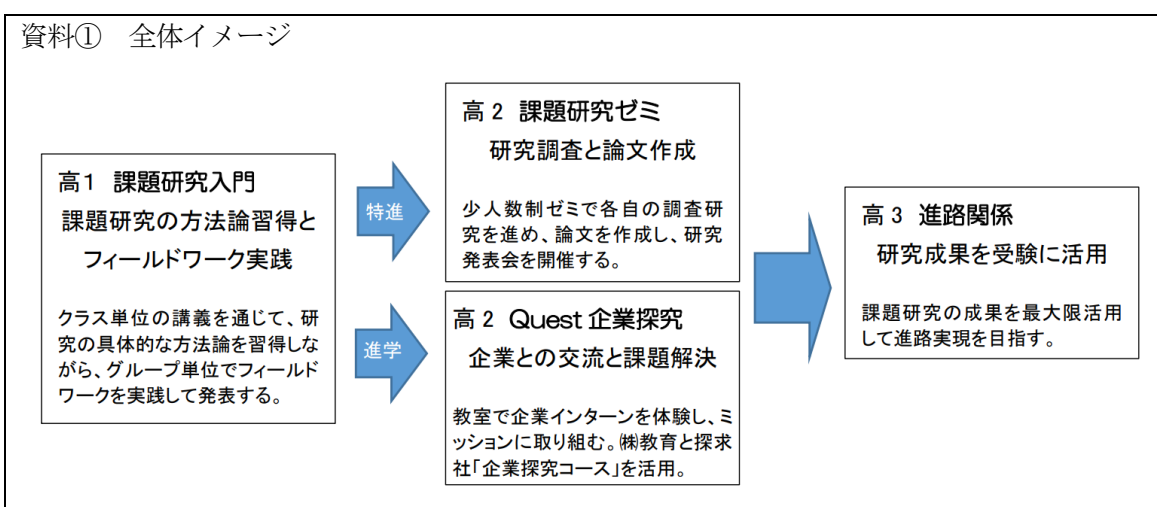 資料①　全体イメージ
高1 課題研究入門
課題研究の方法論習得と
フィールドワーク実践
クラス単位の講義を通じて、研
究の具体的な方法論を習得しな
がら、グループ単位でフィールド
ワークを実践して発表する。
特進
進学
高2 課題研究ゼミ
研究調査と論文作成
少人数制ゼミで各自の調査研
究を進め、論文を作成し、研究
発表会を開催する。
高2 Quest企業探究
企業との交流と課題解決
教室で企業インターンを体験し、ミ
ッションに取り組む。㈱教育と探求
社「企業探究コース」を活用。
高3 進路関係
研究成果を受験に活用
課題研究の成果を最大限活用
して進路実現を目指す。